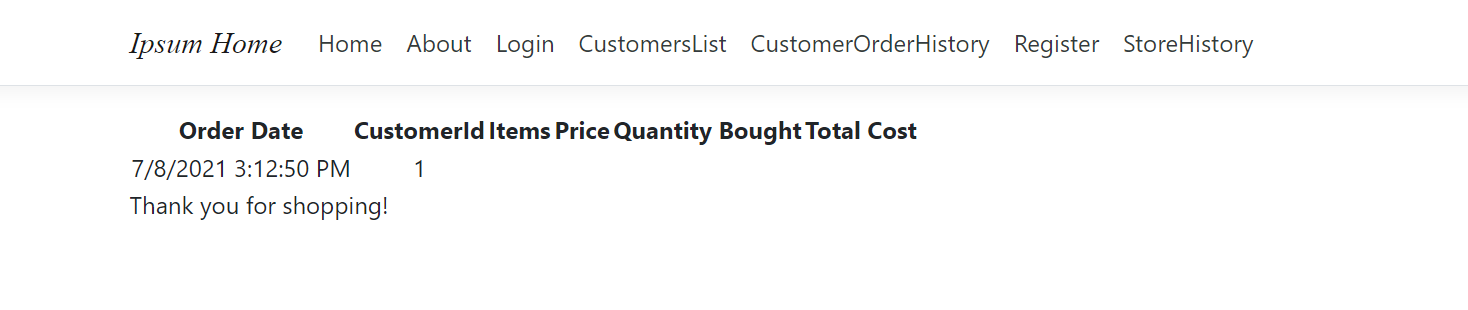 Ipsum Home Home About Login CustomersList CustomerOrderHistory Register StoreHistory
Order Date CustomerId Items Price Quantity Bought Total Cost
7/8/2021 3:12:50 PM 1
Thank you for shopping!